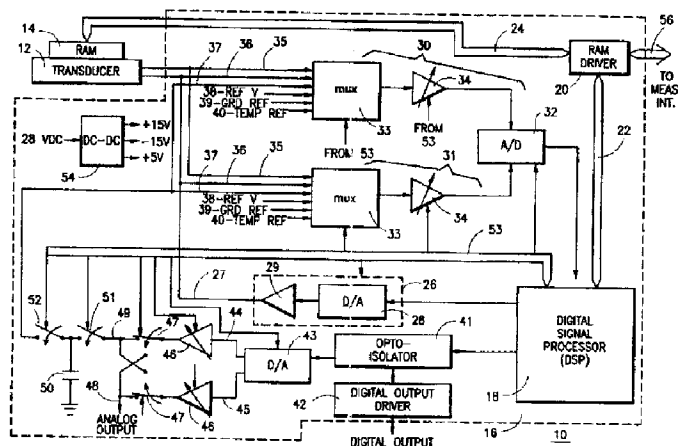 14
RAM
12
TRANSDUCER
37
36
35
30
24
56
RAM DRIVER
20
TO MEAS INT.
38-REF V
39-GRD REF
40-TEMP REF
mux
33
34
FROM
FROM 53
32
A/D
22
28 VDC
DC-DC
54
+15V
-15V
+5V
37
36
35
53
31
38-REF V
39-GRD REF
40-TEMP REF
mux
33
34
53
52
51
49
47
27
29
D/A
28
26
44
46
43
D/A
41
OPTO-ISOLATOR
DIGITAL SIGNAL PROCESSOR (DSP)
18
50
48
47
46
45
42
DIGITAL OUTPUT DRIVER
16
10
ANALOG OUTPUT
DIGITAL OUTPUT